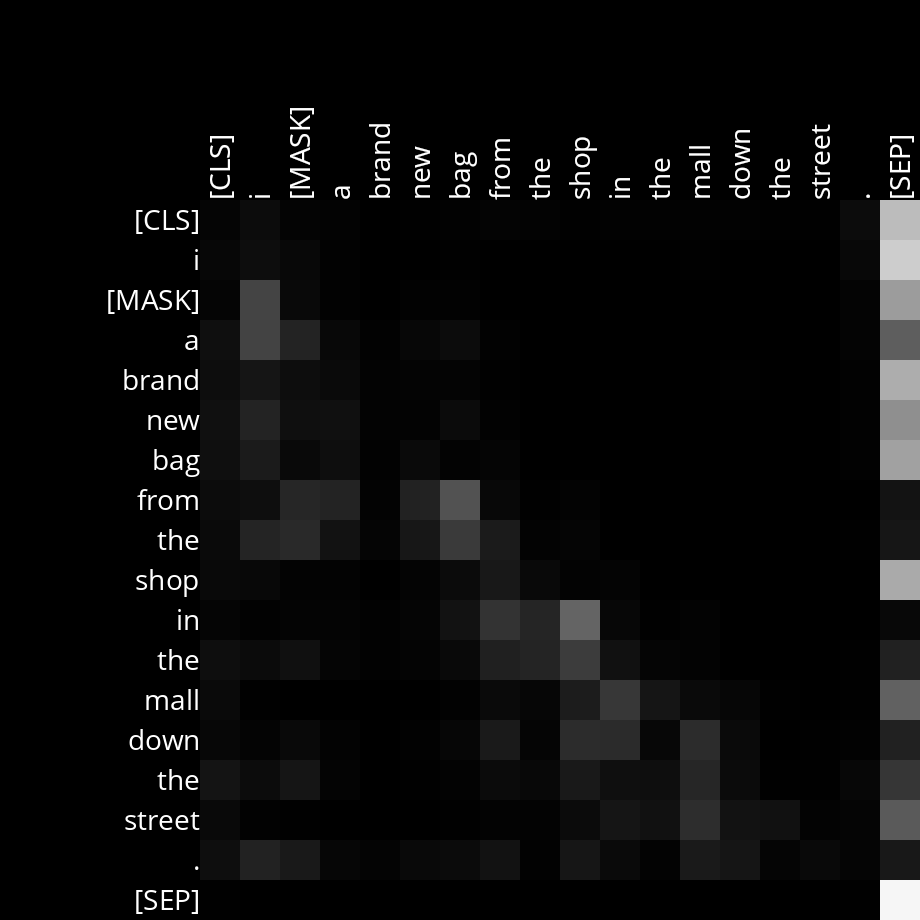 [CLS] i [MASK] a brand new bag from the shop in the mall down the street . [SEP]
[CLS]
i
[MASK]
a
brand
new
bag
from
the
shop
in
the
mall
down
the
street
.
[SEP]